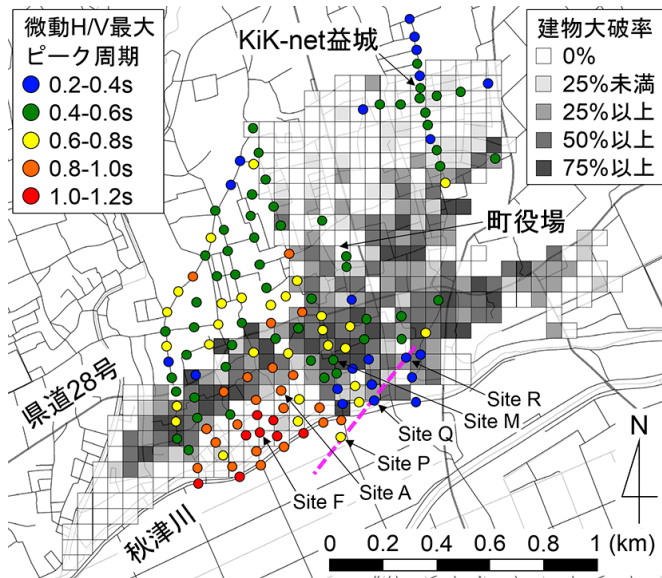 微動H/V最大
ピーク周期
0.2-0.4s
0.4-0.6s
0.6-0.8s
0.8-1.0s
1.0-1.2s
KiK-net益城
建物大破率
0%
25%未満
25%以上
50%以上
75%以上
町役場
県道28号
秋津川
Site R
Site M
Site Q
Site P
Site A
Site F
N
0 0.2 0.4 0.6 0.8 1 (km)